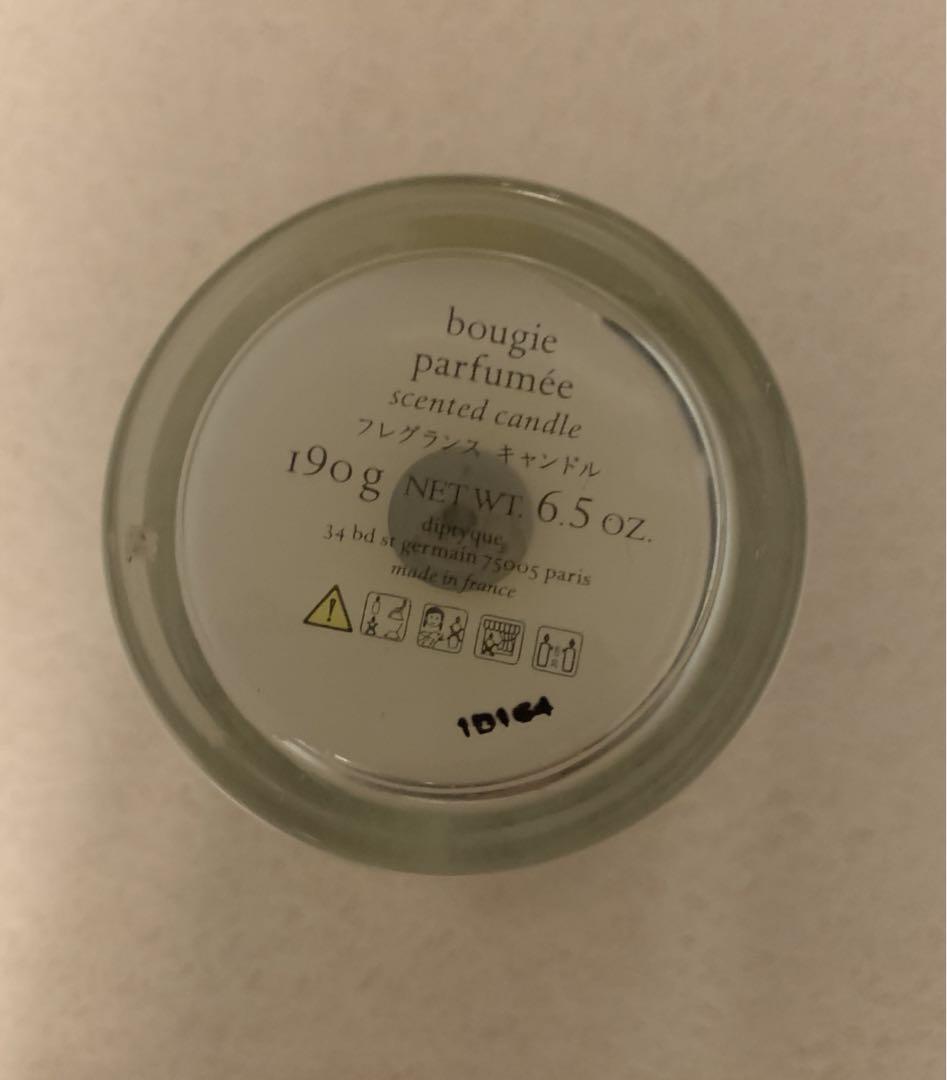 bougie
parfumée
scented candle
フレグランス キャンドル
190 g NET WT. 6.5 OZ.
diptyque
34 bd st germain 75005 paris
made in france
1D164